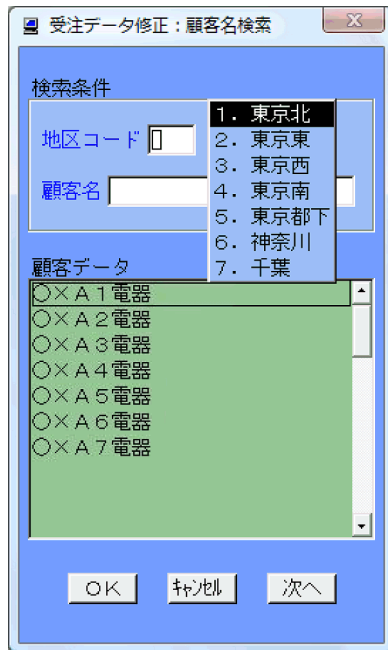 受注データ修正：顧客名検索
検索条件
地区コード
１．東京北
２．東京東
３．東京西
４．東京南
５．東京都下
６．神奈川
７．千葉
顧客名
顧客データ
○×Ａ１電器
○×Ａ２電器
○×Ａ３電器
○×Ａ４電器
○×Ａ５電器
○×Ａ６電器
○×Ａ７電器
ＯＫ ｷｬﾝｾﾙ 次へ